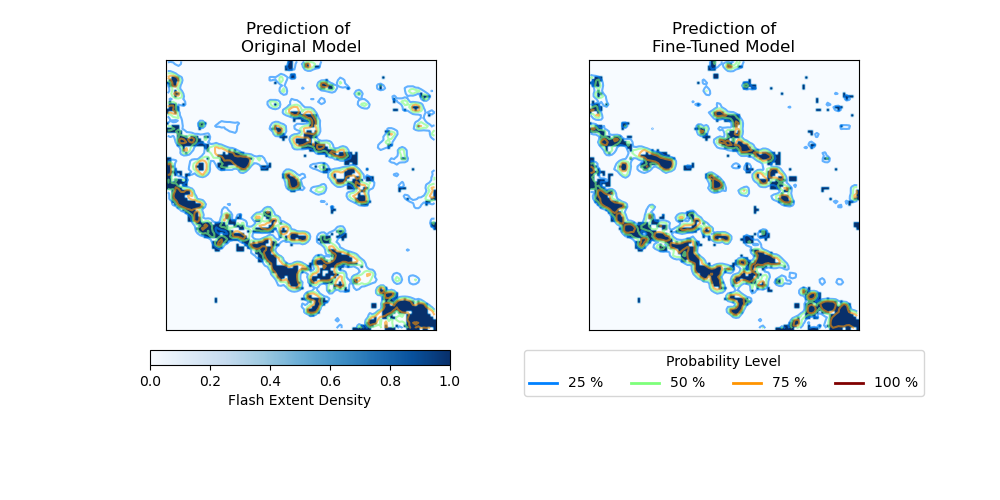 Prediction of
Original Model
Prediction of
Fine-Tuned Model
0.0 0.2 0.4 0.6 0.8 1.0
Flash Extent Density
Probability Level
25 % 50 % 75 % 100 %